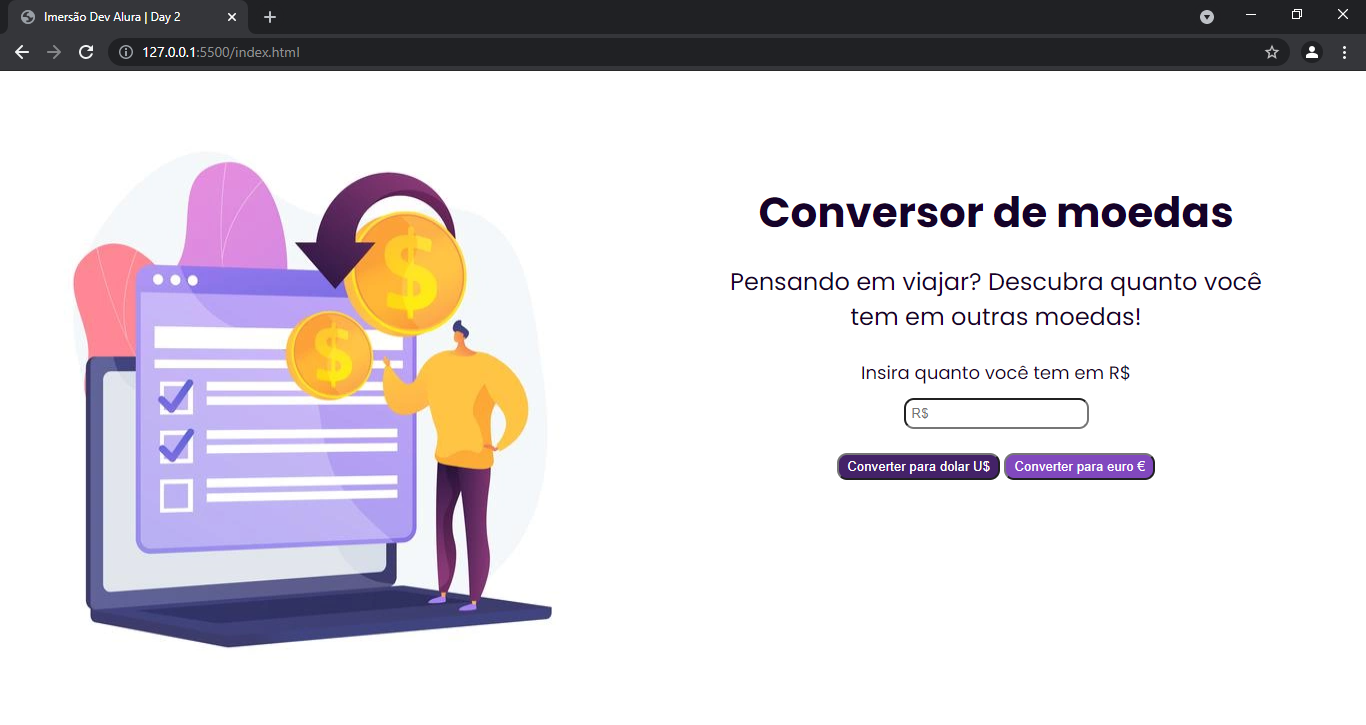 Imersão Dev Alura | Day 2
127.0.0.1:5500/index.html
Conversor de moedas
Pensando em viajar? Descubra quanto você
tem em outras moedas!
Insira quanto você tem em R$
R$
Converter para dolar U$ Converter para euro €
$
$